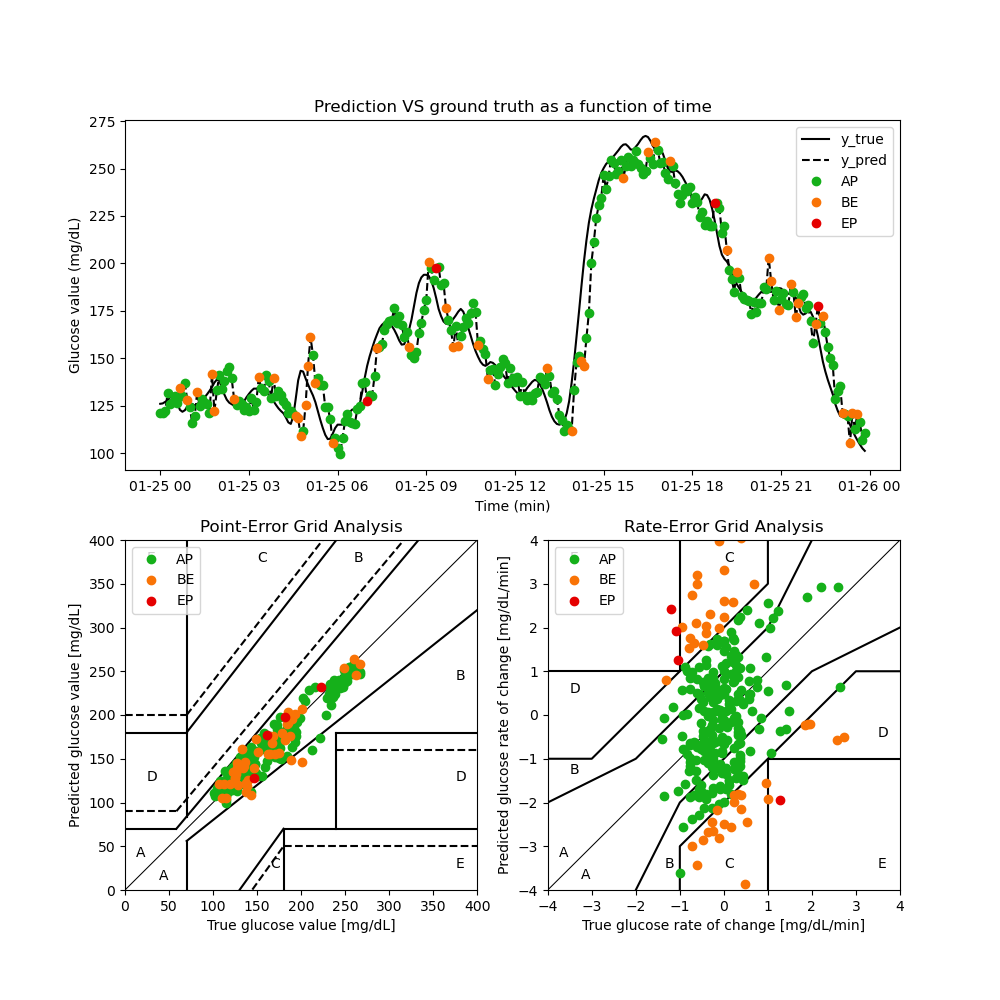 Prediction VS ground truth as a function of time
Glucose value (mg/dL)
275
250
225
200
175
150
125
100
y_true
y_pred
AP
BE
EP
01-25 00 01-25 03 01-25 06 01-25 09 01-25 12 01-25 15 01-25 18 01-25 21 01-26 00
Time (min)
Point-Error Grid Analysis
Predicted glucose value [mg/dL]
400
350
300
250
200
150
100
50
0
AP
BE
EP
C
B
B
D
D
A
A
C
E
0 50 100 150 200 250 300 350 400
True glucose value [mg/dL]
Rate-Error Grid Analysis
Predicted glucose rate of change [mg/dL/min]
4
3
2
1
0
−1
−2
−3
−4
AP
BE
EP
C
D
D
B
A
A
B
C
E
−4 −3 −2 −1 0 1 2 3 4
True glucose rate of change [mg/dL/min]